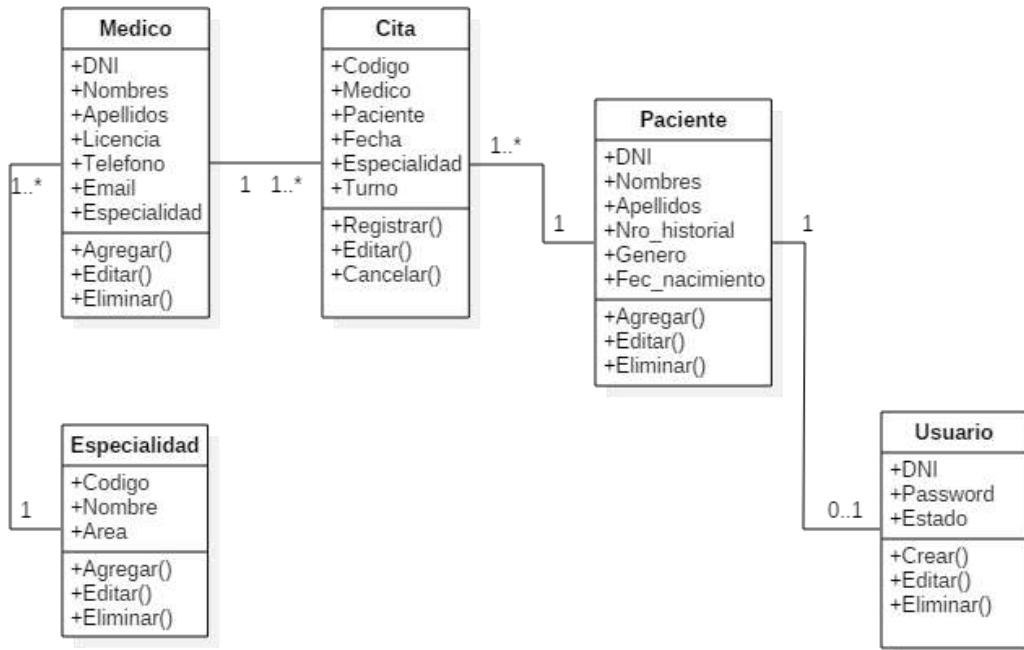 Medico
+DNI
+Nombres
+Apellidos
+Licencia
+Telefono
+Email
+Especialidad
+Agregar()
+Editar()
+Eliminar()
1..*
1
1..*
Cita
+Codigo
+Medico
+Paciente
+Fecha
+Especialidad
+Turno
+Registrar()
+Editar()
+Cancelar()
1..*
1
Paciente
+DNI
+Nombres
+Apellidos
+Nro_historial
+Genero
+Fec_nacimiento
+Agregar()
+Editar()
+Eliminar()
1
Especialidad
+Codigo
+Nombre
+Area
+Agregar()
+Editar()
+Eliminar()
1
0..1
Usuario
+DNI
+Password
+Estado
+Crear()
+Editar()
+Eliminar()